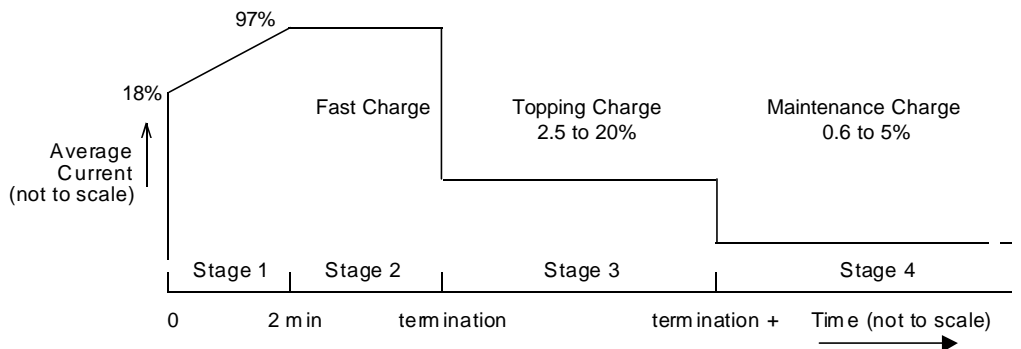 97%
18%
Fast Charge
Topping Charge
2.5 to 20%
Maintenance Charge
0.6 to 5%
Average
Current
(not to scale)
Stage 1
Stage 2
Stage 3
Stage 4
0
2 min
termination
termination +
Time (not to scale)